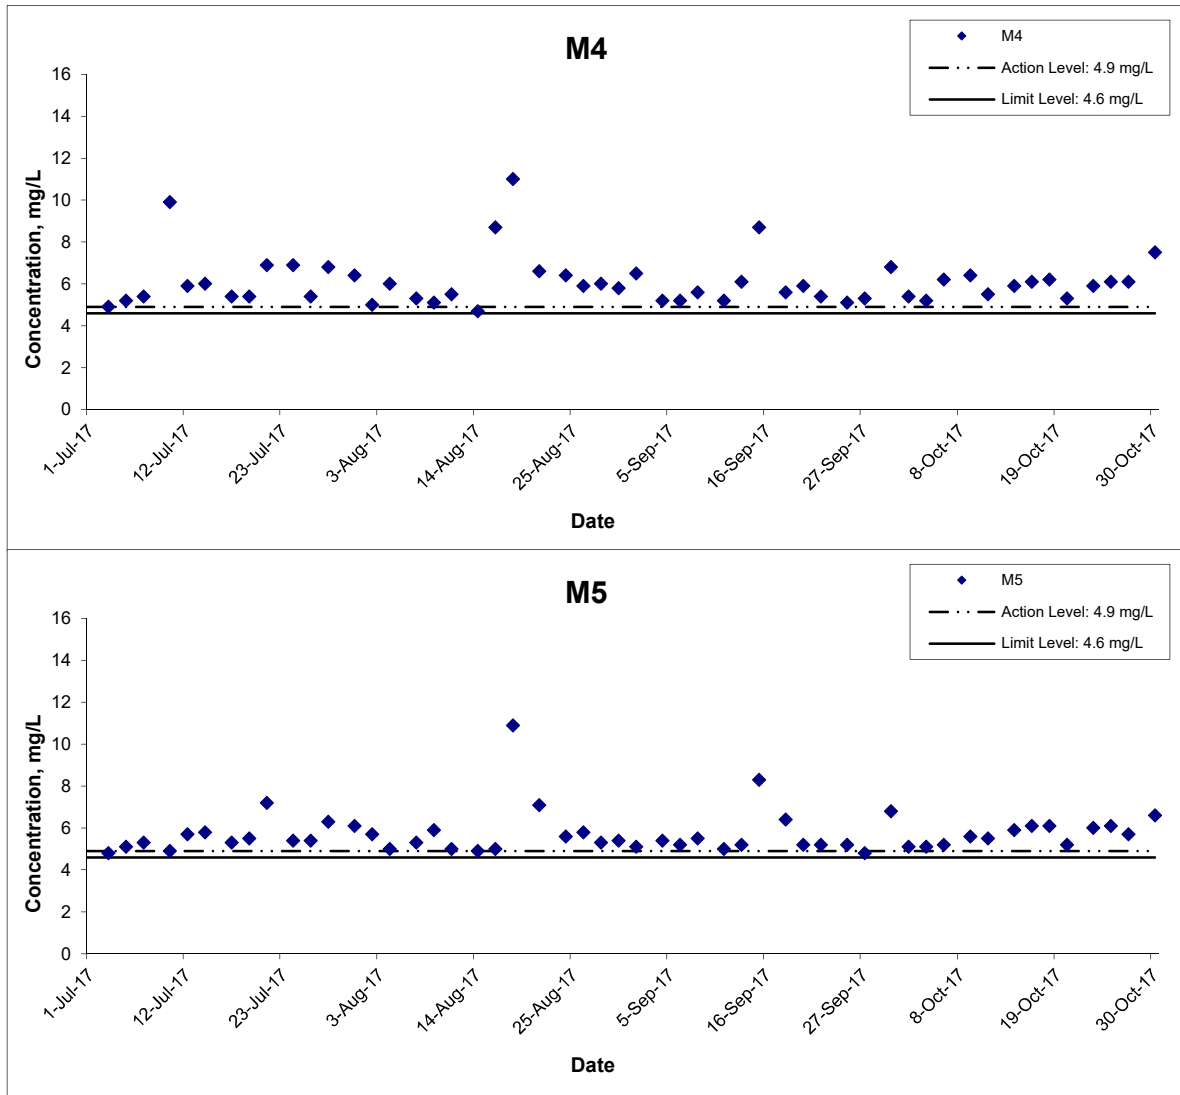 M4
M4
Action Level: 4.9 mg/L
Limit Level: 4.6 mg/L
Concentration, mg/L
16
14
12
10
8
6
4
2
0
1-Jul-17
12-Jul-17
23-Jul-17
3-Aug-17
14-Aug-17
25-Aug-17
5-Sep-17
16-Sep-17
27-Sep-17
8-Oct-17
19-Oct-17
30-Oct-17
Date
M5
M5
Action Level: 4.9 mg/L
Limit Level: 4.6 mg/L
Concentration, mg/L
16
14
12
10
8
6
4
2
0
1-Jul-17
12-Jul-17
23-Jul-17
3-Aug-17
14-Aug-17
25-Aug-17
5-Sep-17
16-Sep-17
27-Sep-17
8-Oct-17
19-Oct-17
30-Oct-17
Date